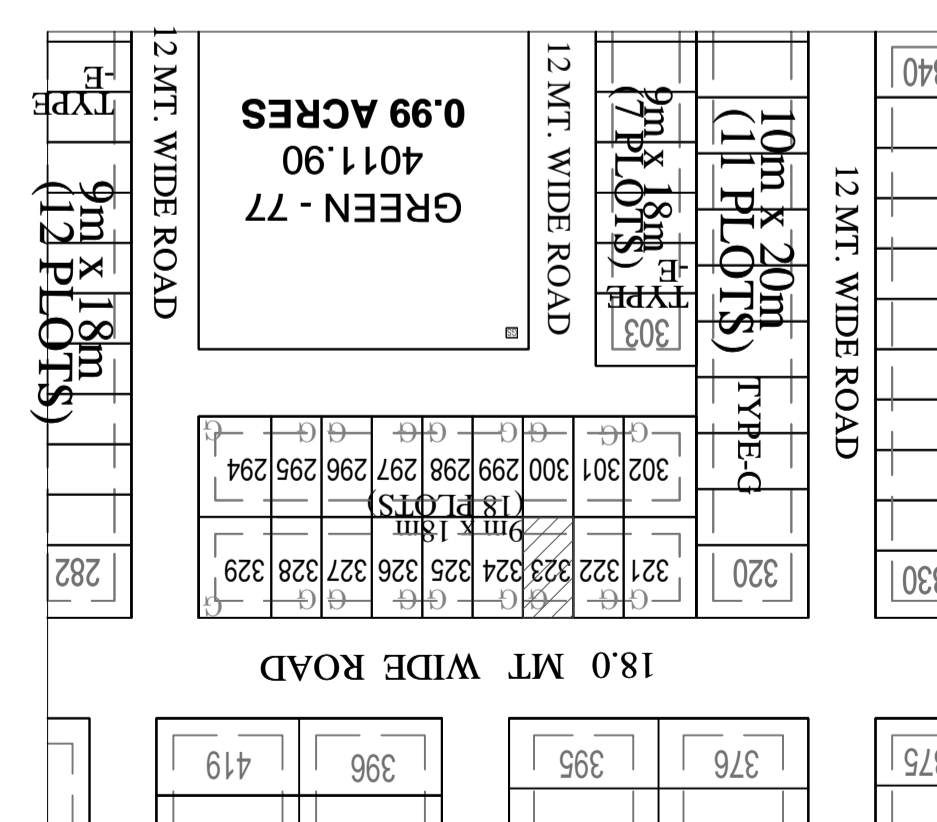 12 MT. WIDE ROAD
TYPE
-E
9m x 18m
(12 PLOTS)
282
GREEN - 77
4011.90
0.99 ACRES
12 MT. WIDE ROAD
9m x 18m
(7 PLOTS)
TYPE
-E
303
10m x 20m
(11 PLOTS)
TYPE-G
320
12 MT. WIDE ROAD
340
330
G G G G G G G G G
294 295 296 297 298 299 300 301 302
9m x 18m
(18 PLOTS)
329 328 327 326 325 324 323 322 321
G G G G G G G G G
18.0 MT WIDE ROAD
419
396
395
376
375